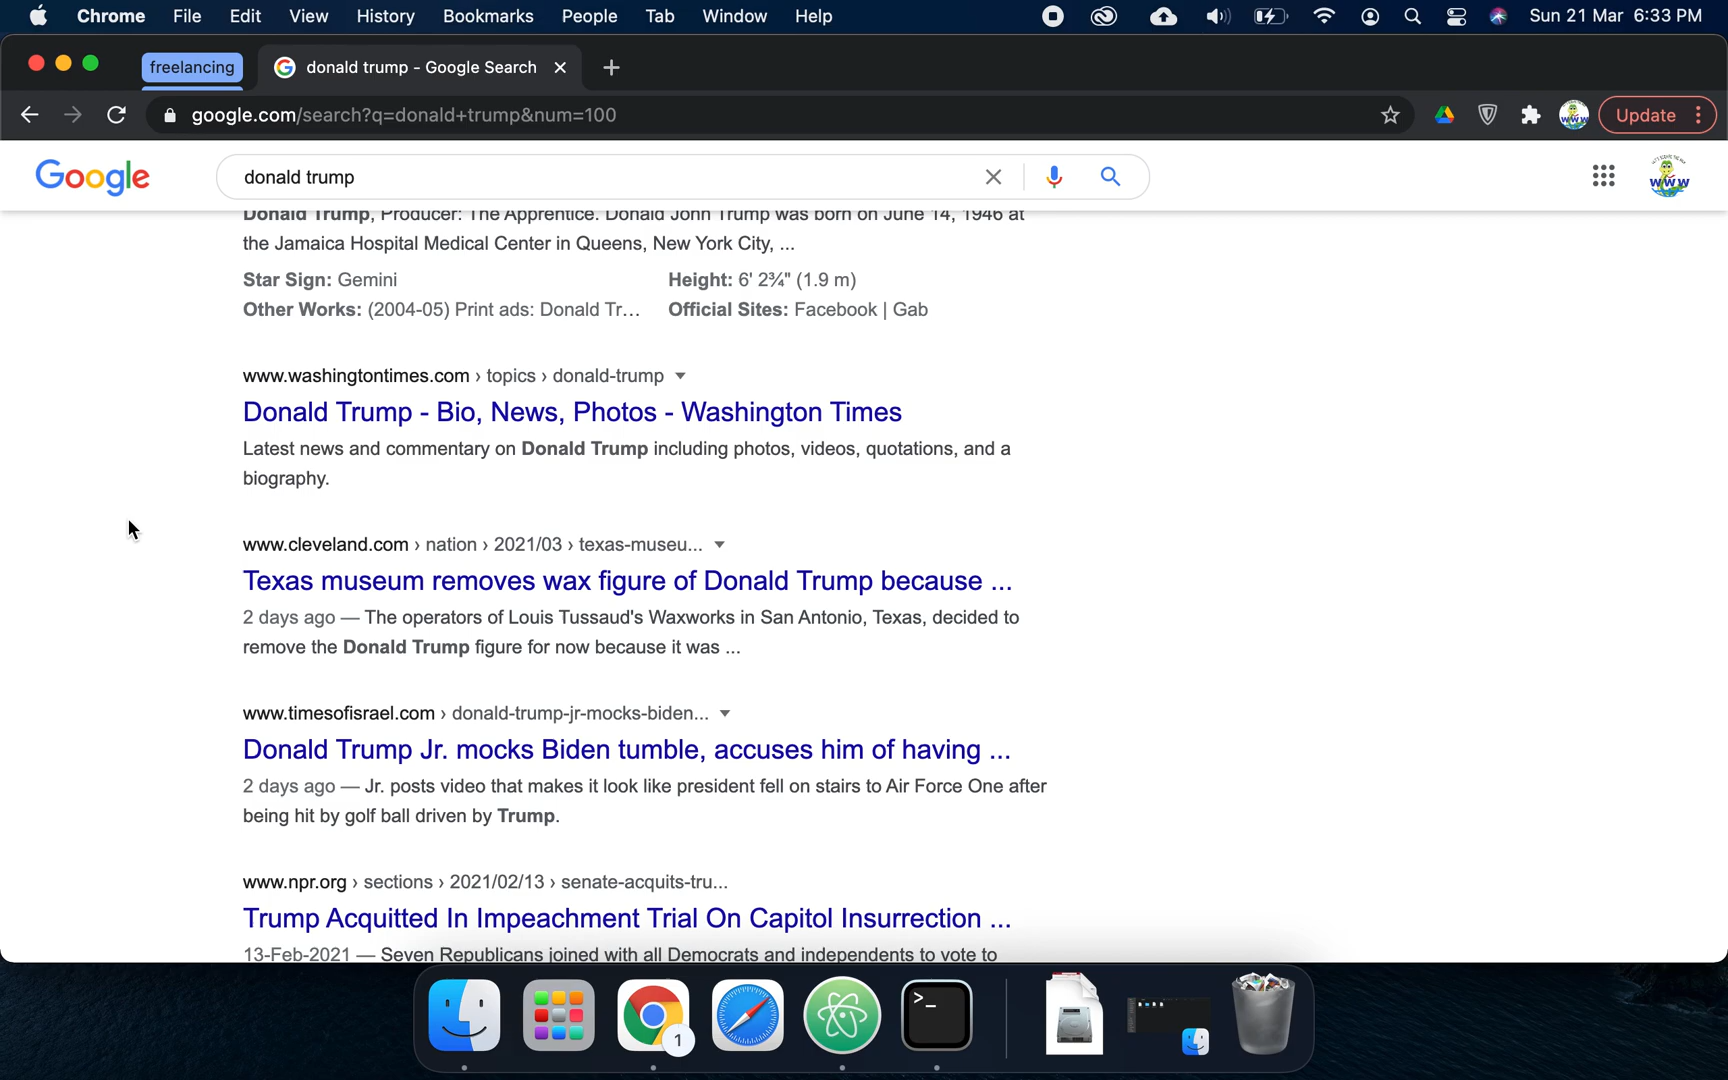 Chrome File Edit View History Bookmarks People Tab Window Help Sun 21 Mar 6:33 PM
freelancing donald trump - Google Search
google.com/search?q=donald+trump&num=100 Update
Google donald trump
Donald Trump, Producer: The Apprentice. Donald John Trump was born on June 14, 1946 at
the Jamaica Hospital Medical Center in Queens, New York City, ...
Star Sign: Gemini Height: 6' 2¾" (1.9 m)
Other Works: (2004-05) Print ads: Donald Tr... Official Sites: Facebook | Gab
www.washingtontimes.com › topics › donald-trump
Donald Trump - Bio, News, Photos - Washington Times
Latest news and commentary on Donald Trump including photos, videos, quotations, and a
biography.
www.cleveland.com › nation › 2021/03 › texas-museu...
Texas museum removes wax figure of Donald Trump because ...
2 days ago — The operators of Louis Tussaud's Waxworks in San Antonio, Texas, decided to
remove the Donald Trump figure for now because it was ...
www.timesofisrael.com › donald-trump-jr-mocks-biden...
Donald Trump Jr. mocks Biden tumble, accuses him of having ...
2 days ago — Jr. posts video that makes it look like president fell on stairs to Air Force One after
being hit by golf ball driven by Trump.
www.npr.org › sections › 2021/02/13 › senate-acquits-tru...
Trump Acquitted In Impeachment Trial On Capitol Insurrection ...
13-Feb-2021 — Seven Republicans joined with all Democrats and independents to vote to
1